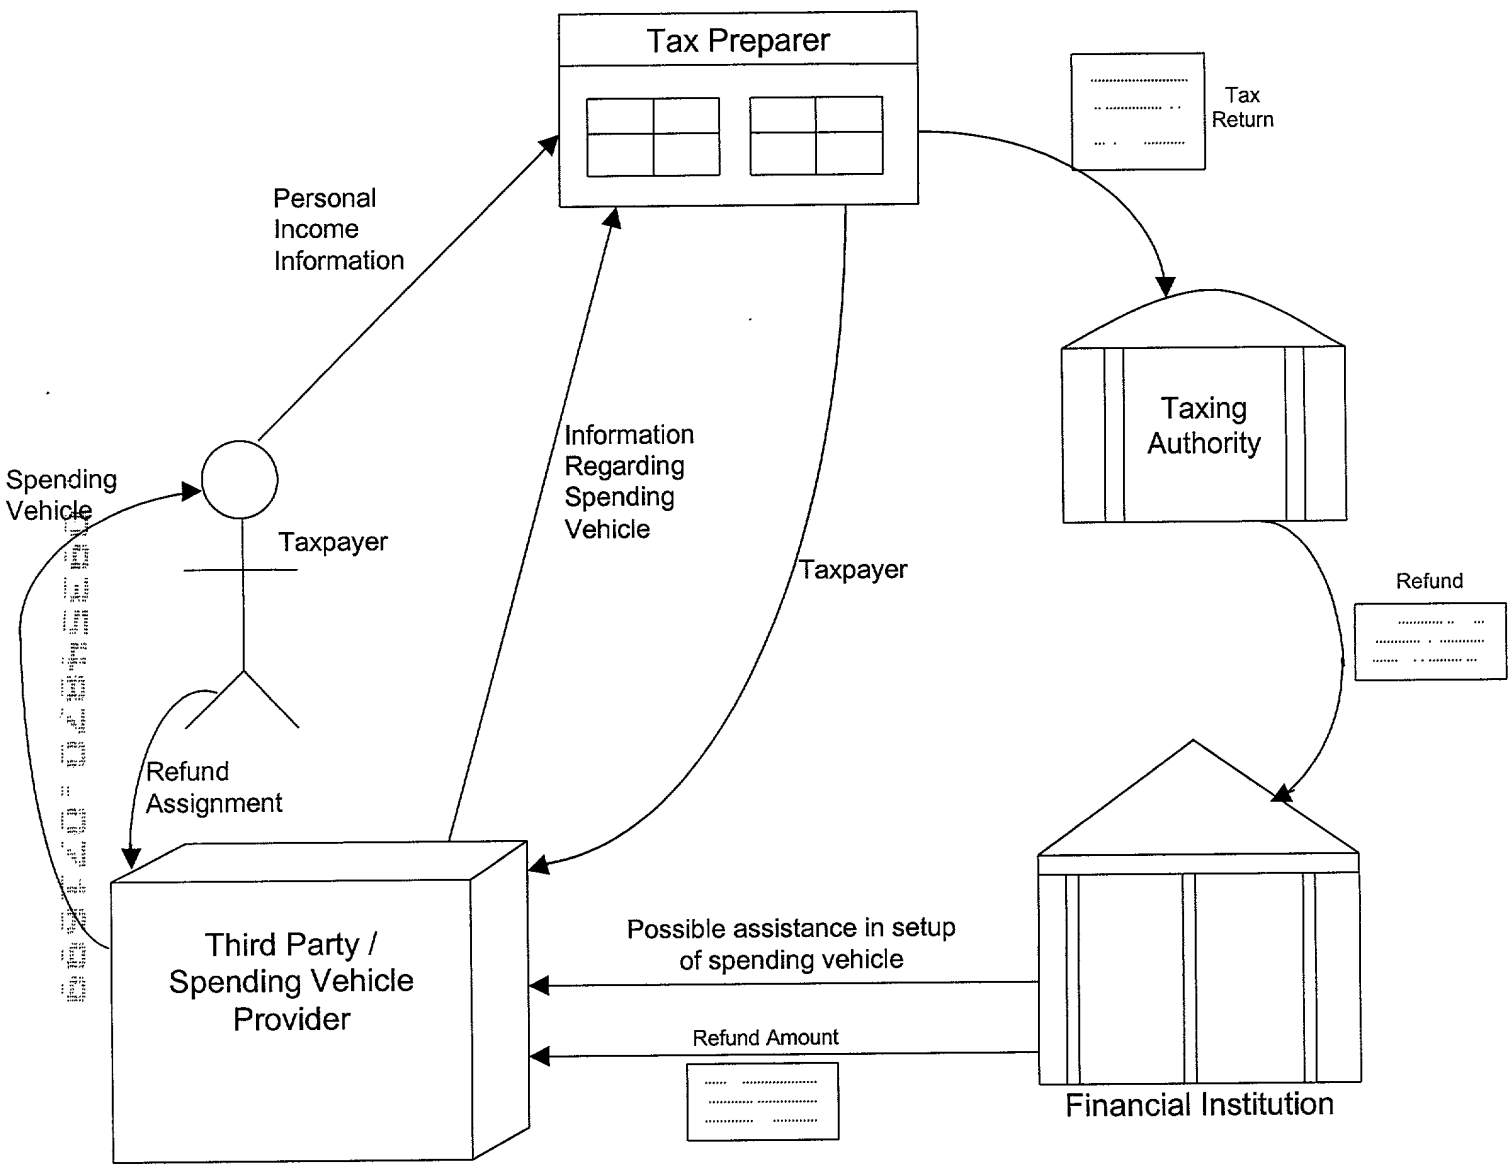 Tax Preparer
Tax
Return
Personal
Income
Information
Taxing
Authority
Information
Regarding
Spending
Vehicle
Spending
Vehicle
Taxpayer
Taxpayer
Refund
Refund
Assignment
Third Party /
Spending Vehicle
Provider
Possible assistance in setup
of spending vehicle
Refund Amount
Financial Institution